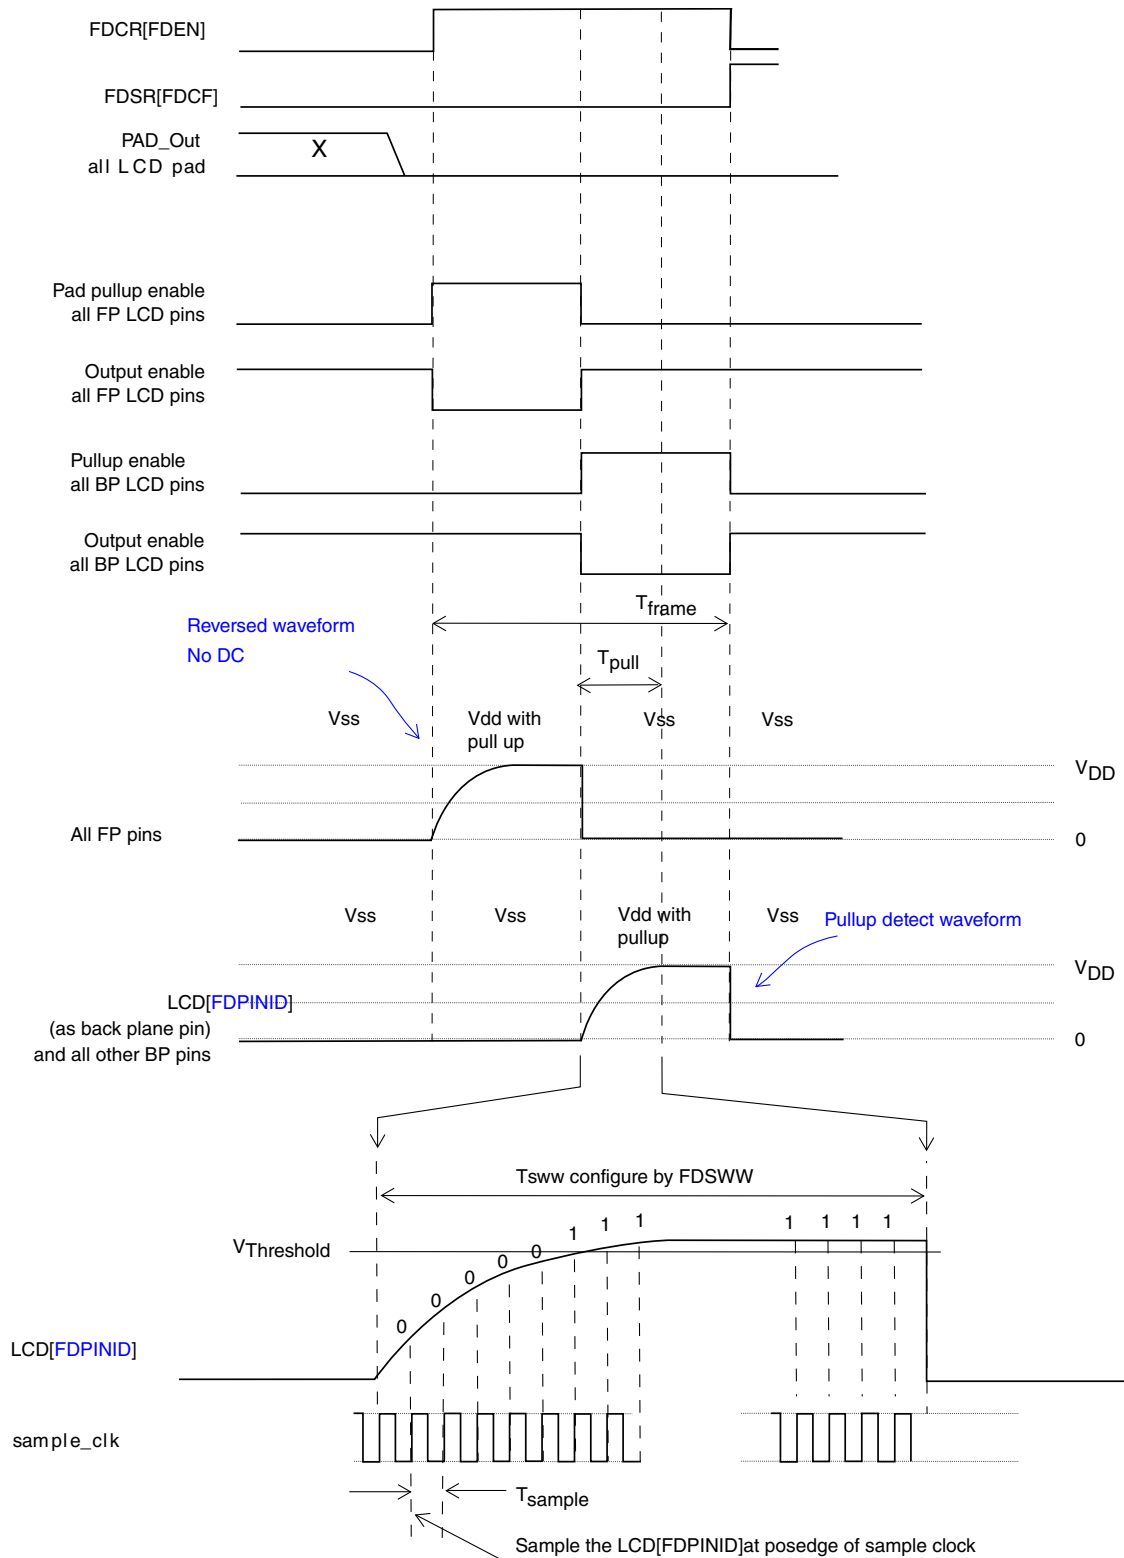 FDCR[FDEN]
FDSR[FDCF]
PAD_Out
all LCD pad
X
Pad pullup enable
all FP LCD pins
Output enable
all FP LCD pins
Pullup enable
all BP LCD pins
Output enable
all BP LCD pins
Tframe
Reversed waveform
No DC
Tpull
Vss
Vdd with
pull up
Vss
Vss
VDD
All FP pins
0
Vss
Vss
Vdd with
pullup
Vss
Pullup detect waveform
VDD
LCD[FDPINID]
(as back plane pin)
and all other BP pins
0
Tsww configure by FDSWW
VThreshold
0 0 0 0 0 1 1 1 1 1 1 1
LCD[FDPINID]
sample_clk
Tsample
Sample the LCD[FDPINID]at posedge of sample clock